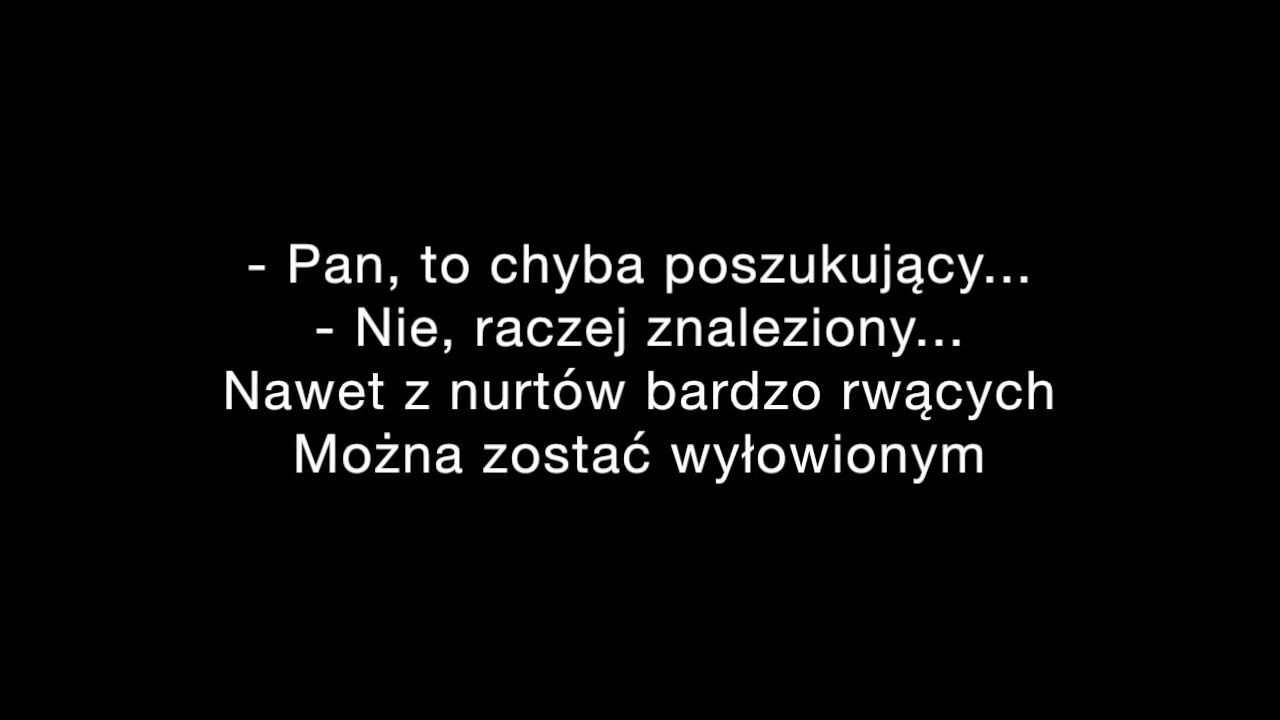 - Pan, to chyba poszukujący...
- Nie, raczej znaleziony...
Nawet z nurtów bardzo rwących
Można zostać wyłowionym